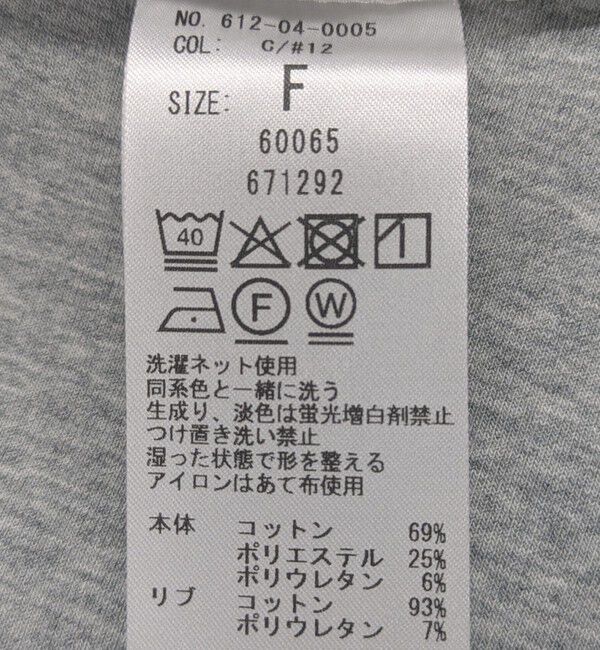 NO. 612-04-0005
COL: C/#12
SIZE: F
60065
671292
40
F W
洗濯ネット使用
同系色と一緒に洗う
生成り、淡色は蛍光増白剤禁止
つけ置き洗い禁止
湿った状態で形を整える
アイロンはあて布使用
本体 コットン 69%
ポリエステル 25%
ポリウレタン 6%
リブ コットン 93%
ポリウレタン 7%